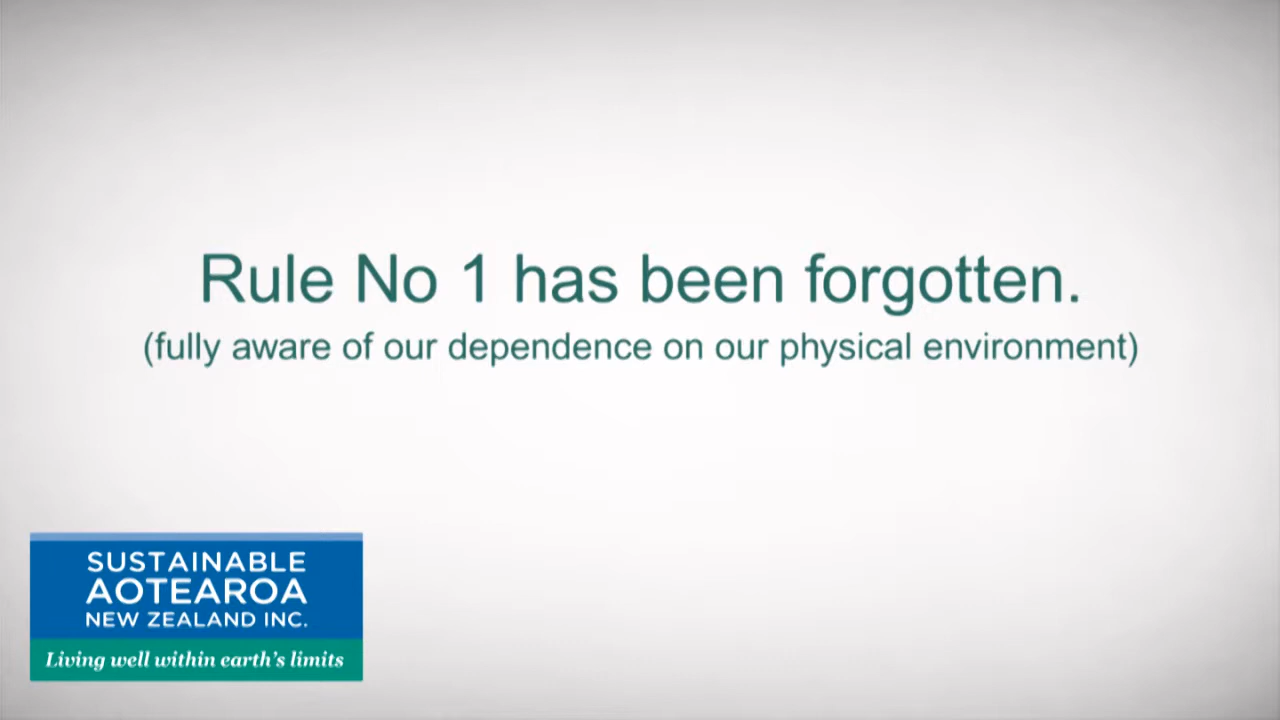 Rule No 1 has been forgotten.
(fully aware of our dependence on our physical environment)
SUSTAINABLE
AOTEAROA
NEW ZEALAND INC.
Living well within earth's limits